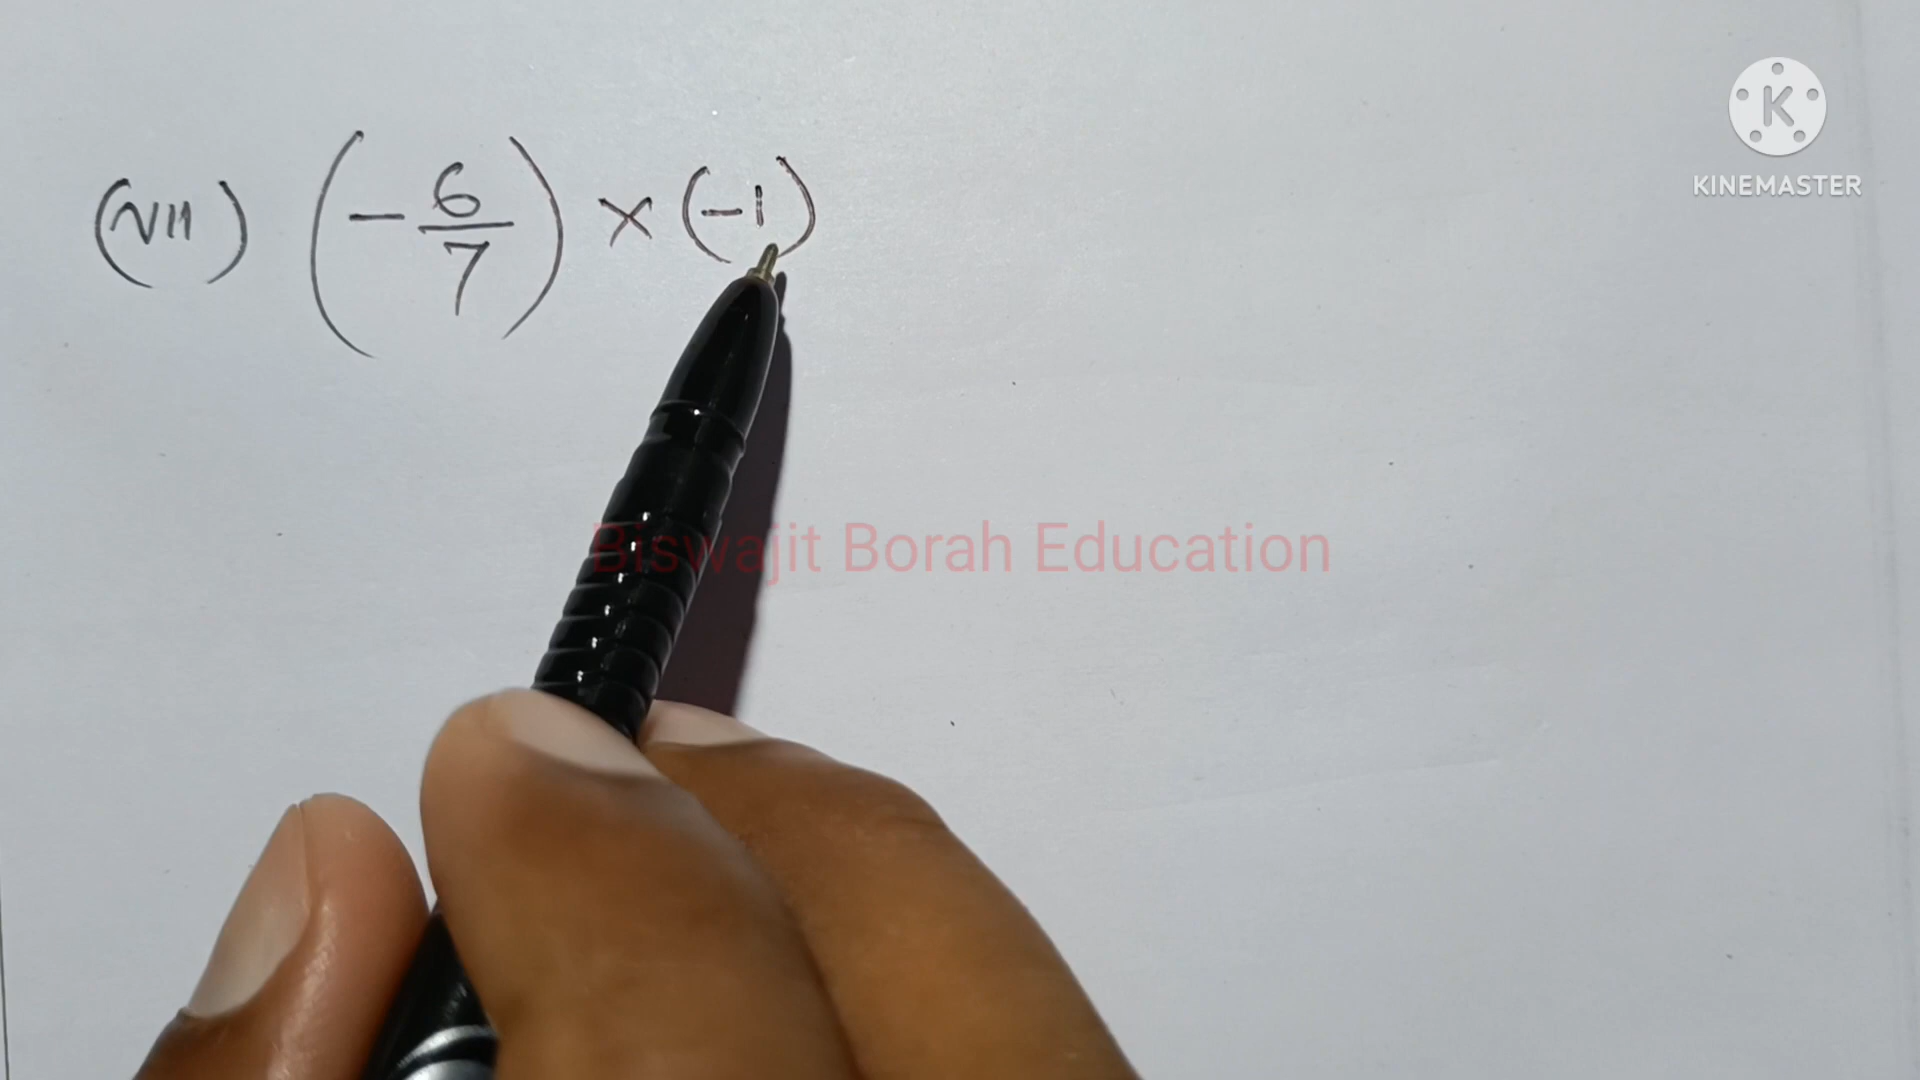 (VII) (- 6/7) × (-1)
KINEMASTER
Biswajit Borah Education